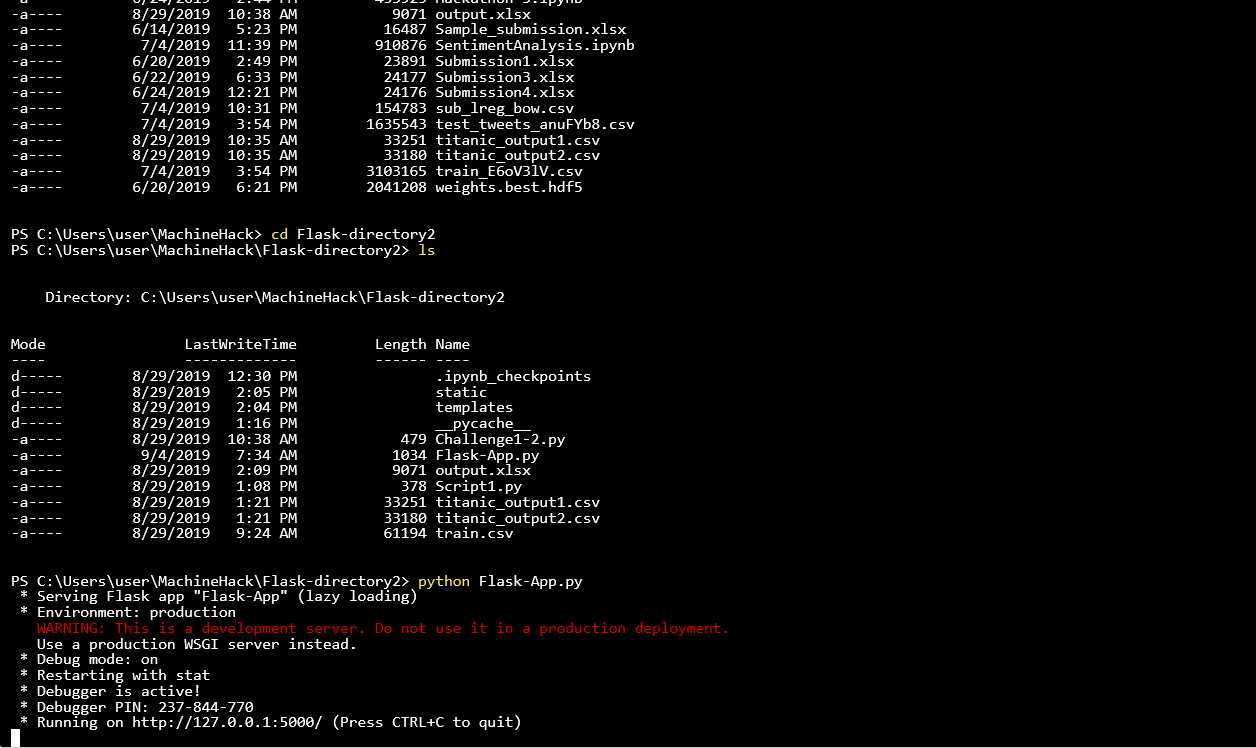 -a---- 6/24/2019 2:44 PM 455929 Hackathon-3.ipynb
-a---- 8/29/2019 10:38 AM 9071 output.xlsx
-a---- 6/14/2019 5:23 PM 16487 Sample_submission.xlsx
-a---- 7/4/2019 11:39 PM 910876 SentimentAnalysis.ipynb
-a---- 6/20/2019 2:49 PM 23891 Submission1.xlsx
-a---- 6/22/2019 6:33 PM 24177 Submission3.xlsx
-a---- 6/24/2019 12:21 PM 24176 Submission4.xlsx
-a---- 7/4/2019 10:31 PM 154783 sub_lreg_bow.csv
-a---- 7/4/2019 3:54 PM 1635543 test_tweets_anuFYb8.csv
-a---- 8/29/2019 10:35 AM 33251 titanic_output1.csv
-a---- 8/29/2019 10:35 AM 33180 titanic_output2.csv
-a---- 7/4/2019 3:54 PM 3103165 train_E6oV3lV.csv
-a---- 6/20/2019 6:21 PM 2041208 weights.best.hdf5
PS C:\Users\user\MachineHack> cd Flask-directory2
PS C:\Users\user\MachineHack\Flask-directory2> ls
Directory: C:\Users\user\MachineHack\Flask-directory2
Mode LastWriteTime Length Name
---- ------------- ------ ----
d----- 8/29/2019 12:30 PM .ipynb_checkpoints
d----- 8/29/2019 2:05 PM static
d----- 8/29/2019 2:04 PM templates
d----- 8/29/2019 1:16 PM __pycache__
-a---- 8/29/2019 10:38 AM 479 Challenge1-2.py
-a---- 9/4/2019 7:34 AM 1034 Flask-App.py
-a---- 8/29/2019 2:09 PM 9071 output.xlsx
-a---- 8/29/2019 1:08 PM 378 Script1.py
-a---- 8/29/2019 1:21 PM 33251 titanic_output1.csv
-a---- 8/29/2019 1:21 PM 33180 titanic_output2.csv
-a---- 8/29/2019 9:24 AM 61194 train.csv
PS C:\Users\user\MachineHack\Flask-directory2> python Flask-App.py
* Serving Flask app "Flask-App" (lazy loading)
* Environment: production
WARNING: This is a development server. Do not use it in a production deployment.
Use a production WSGI server instead.
* Debug mode: on
* Restarting with stat
* Debugger is active!
* Debugger PIN: 237-844-770
* Running on http://127.0.0.1:5000/ (Press CTRL+C to quit)